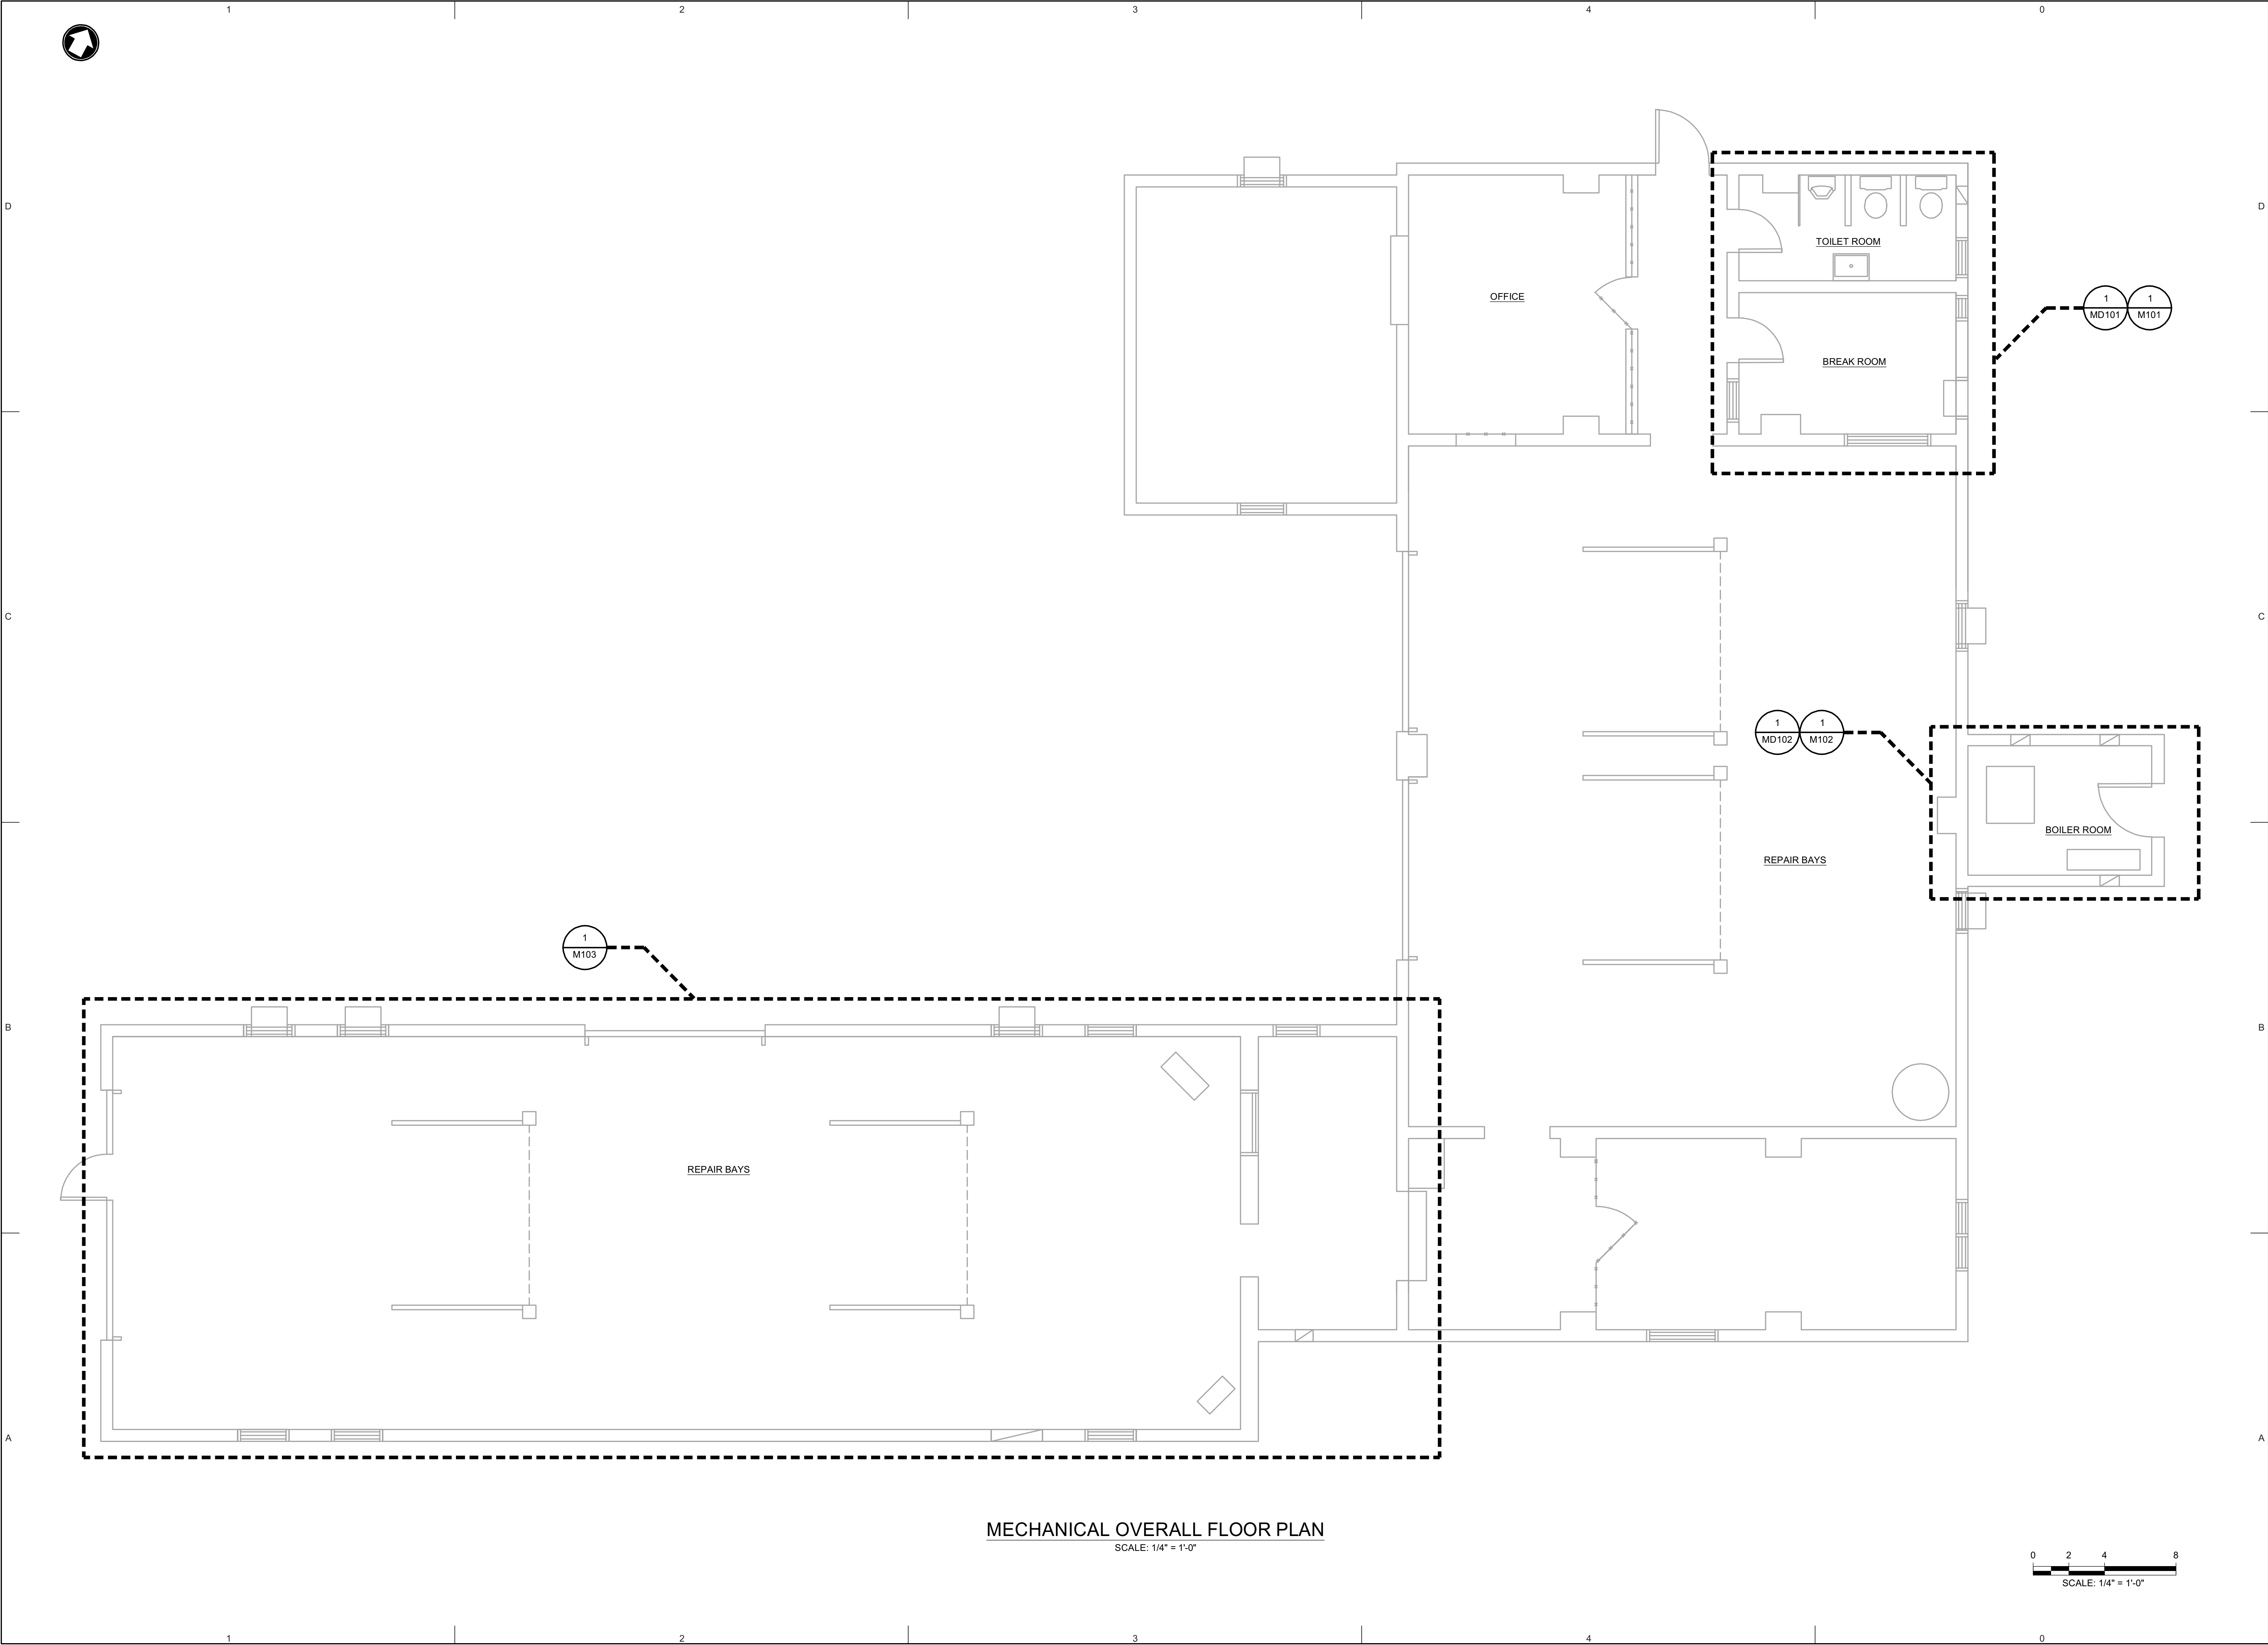 1 2 3 4 0
D D
TOILET ROOM
OFFICE
1 1
MD101 M101
BREAK ROOM
C C
1 1
MD102 M102
BOILER ROOM
REPAIR BAYS
1
M103
B B
REPAIR BAYS
A A
MECHANICAL OVERALL FLOOR PLAN
SCALE: 1/4" = 1'-0"
0 2 4 8
SCALE: 1/4" = 1'-0"
1 2 3 4 0